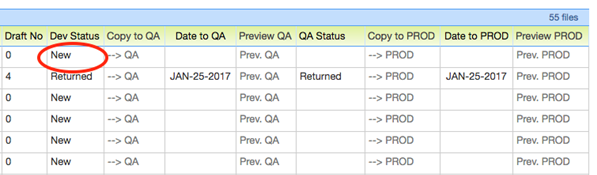 55 files
Draft No Dev Status Copy to QA Date to QA Preview QA QA Status Copy to PROD Date to PROD Preview PROD
0 New --> QA Prev. QA --> PROD Prev. PROD
4 Returned --> QA JAN-25-2017 Prev. QA Returned --> PROD JAN-25-2017 Prev. PROD
0 New --> QA Prev. QA --> PROD Prev. PROD
0 New --> QA Prev. QA --> PROD Prev. PROD
0 New --> QA Prev. QA --> PROD Prev. PROD
0 New --> QA Prev. QA --> PROD Prev. PROD